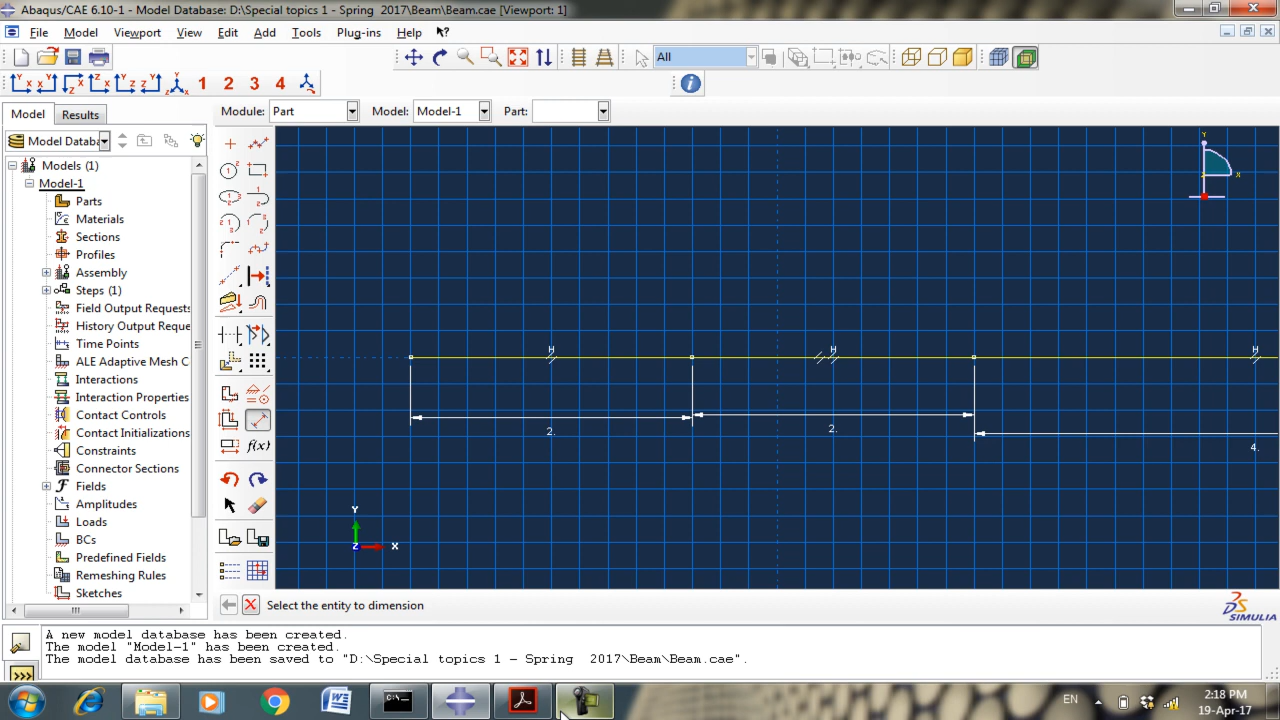 Abaqus/CAE 6.10-1 - Model Database: D:\Special topics 1 - Spring 2017\Beam\Beam.cae [Viewport: 1]
File Model Viewport View Edit Add Tools Plug-ins Help
All
1 2 3 4
Model Results
Module: Part Model: Model-1 Part:
Model Databa
Models (1)
Model-1
Parts
Materials
Sections
Profiles
Assembly
Steps (1)
Field Output Requests
History Output Reque
Time Points
ALE Adaptive Mesh C
Interactions
Interaction Properties
Contact Controls
Contact Initializations
Constraints
Connector Sections
Fields
Amplitudes
Loads
BCs
Predefined Fields
Remeshing Rules
Sketches
f(x)
Y
X
H
H
H
2.
2.
4.
Y
Z
X
Select the entity to dimension
SIMULIA
A new model database has been created.
The model "Model-1" has been created.
The model database has been saved to "D:\Special topics 1 - Spring 2017\Beam\Beam.cae".
EN
2:18 PM
19-Apr-17